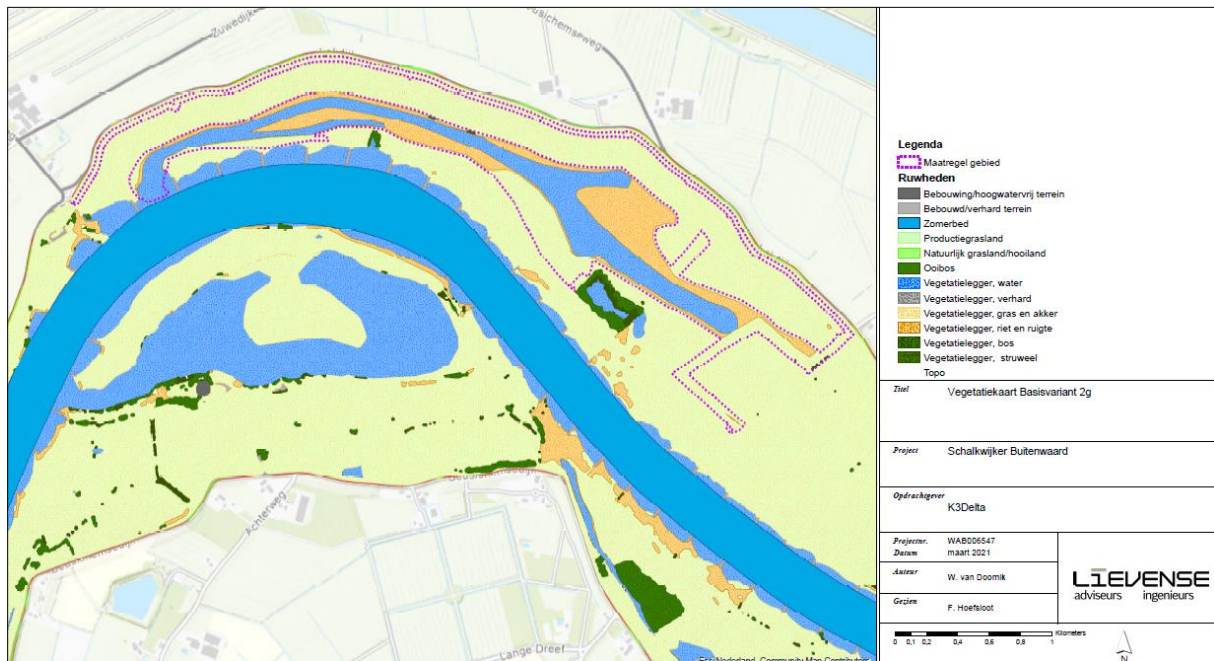 Zuwedijk
Beusichemseweg
Achterweg
Lange Dreef
Esri Nederland, Community Map Contributors
Legenda
Maatregel gebied
Ruwheden
Bebouwing/hoogwatervrij terrein
Bebouwd/verhard terrein
Zomerbed
Productiegrasland
Natuurlijk grasland/hooiland
Ooibos
Vegetatielegger, water
Vegetatielegger, verhard
Vegetatielegger, gras en akker
Vegetatielegger, riet en ruigte
Vegetatielegger, bos
Vegetatielegger, struweel
Topo
Titel Vegetatiekaart Basisvariant 2g
Project Schalkwijker Buitenwaard
Opdrachtgever
K3Delta
Projectnr. WAB006547
Datum maart 2021
Auteur W. van Doornik
Gezien F. Hoefsloot
LIEVENSE
adviseurs ingenieurs
Kilometers
0 0,1 0,2 0,4 0,6 0,8 1
N